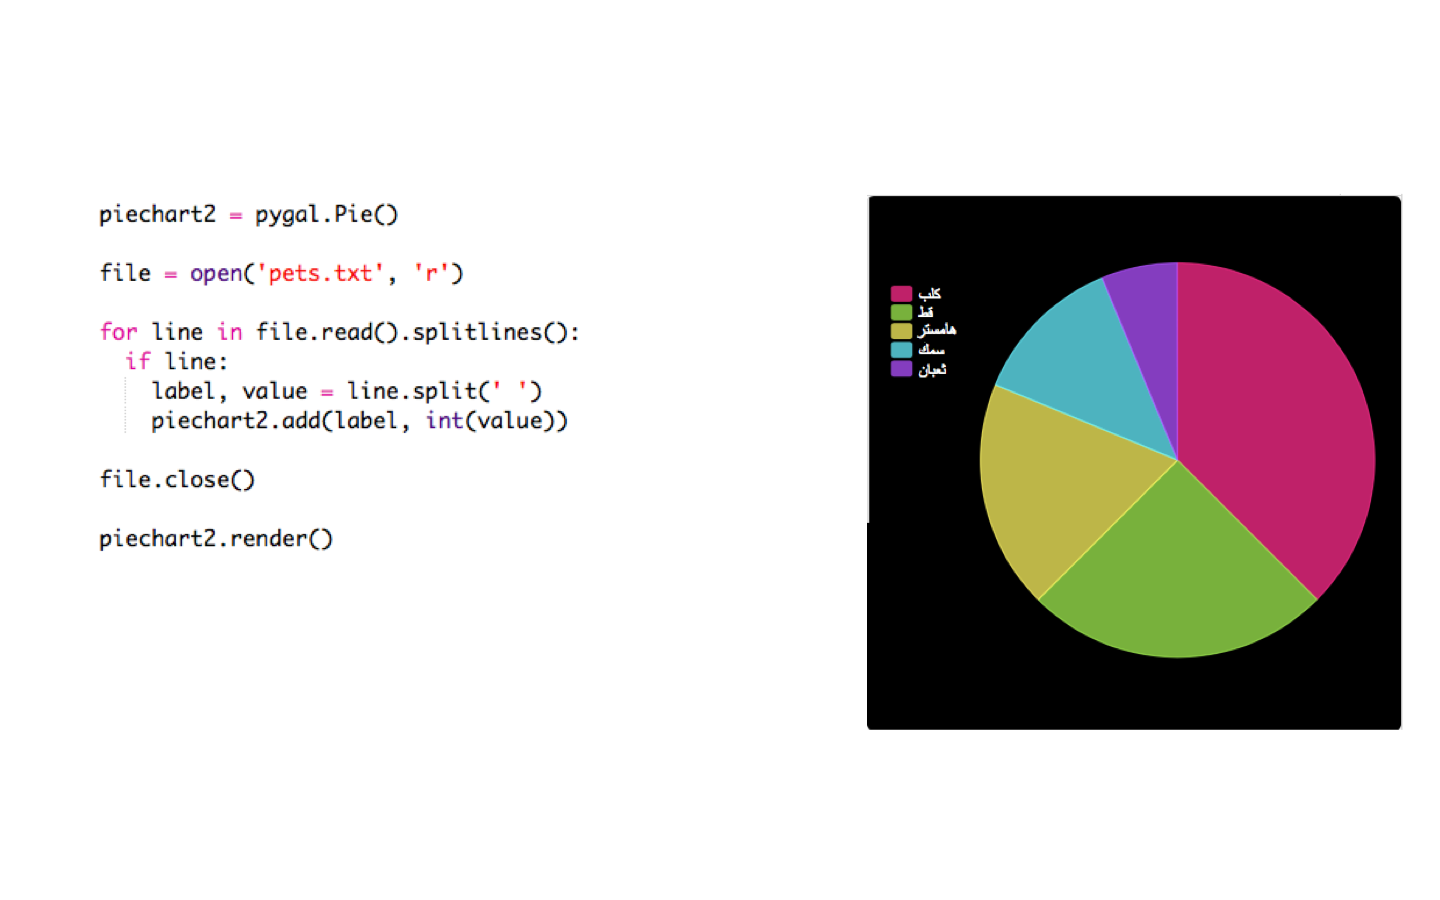 piechart2 = pygal.Pie()
file = open('pets.txt', 'r')
for line in file.read().splitlines():
if line:
label, value = line.split(' ')
piechart2.add(label, int(value))
file.close()
piechart2.render()
كلب
قط
هامستر
سمك
ثعبان